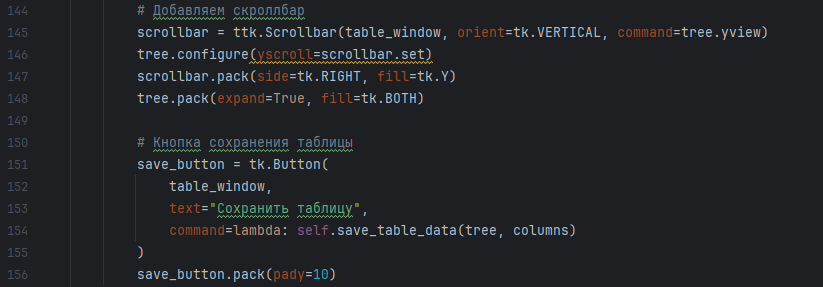 144 # Добавляем скроллбар
145 scrollbar = ttk.Scrollbar(table_window, orient=tk.VERTICAL, command=tree.yview)
146 tree.configure(yscroll=scrollbar.set)
147 scrollbar.pack(side=tk.RIGHT, fill=tk.Y)
148 tree.pack(expand=True, fill=tk.BOTH)
149
150 # Кнопка сохранения таблицы
151 save_button = tk.Button(
152 table_window,
153 text="Сохранить таблицу",
154 command=lambda: self.save_table_data(tree, columns)
155 )
156 save_button.pack(pady=10)